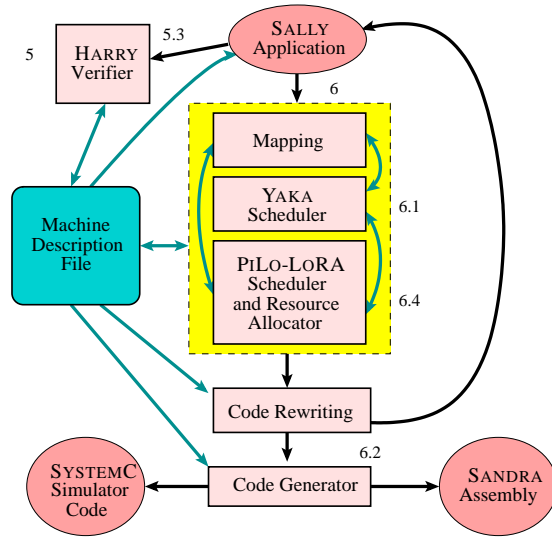 5
HARRY
Verifier
5.3
SALLY
Application
6
Mapping
YAKA
Scheduler
6.1
Machine
Description
File
PILO-LORA
Scheduler
and Resource
Allocator
6.4
Code Rewriting
6.2
SYSTEMC
Simulator
Code
Code Generator
SANDRA
Assembly